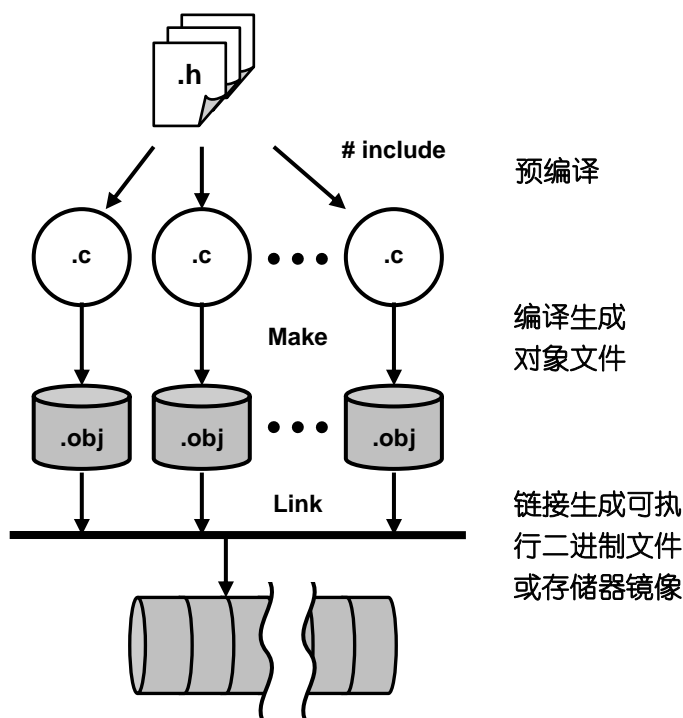 .h
# include
预编译
.c
.c
.c
Make
编译生成
对象文件
.obj
.obj
.obj
Link
链接生成可执
行二进制文件
或存储器镜像